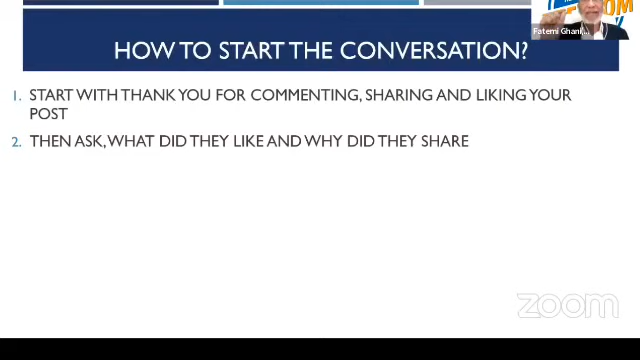 HOW TO START THE CONVERSATION?
1. START WITH THANK YOU FOR COMMENTING, SHARING AND LIKING YOUR
POST
2. THEN ASK, WHAT DID THEY LIKE AND WHY DID THEY SHARE
zoom